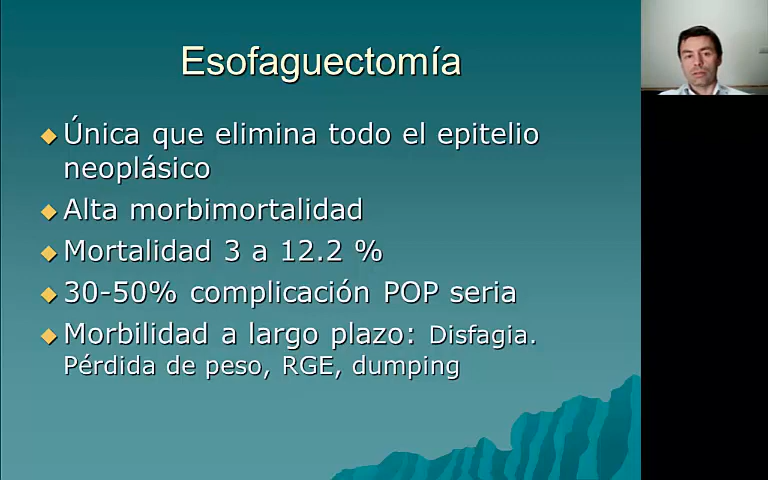 Esofaguectomía
Única que elimina todo el epitelio
neoplásico
Alta morbimortalidad
Mortalidad 3 a 12.2 %
30-50% complicación POP seria
Morbilidad a largo plazo: Disfagia.
Pérdida de peso, RGE, dumping